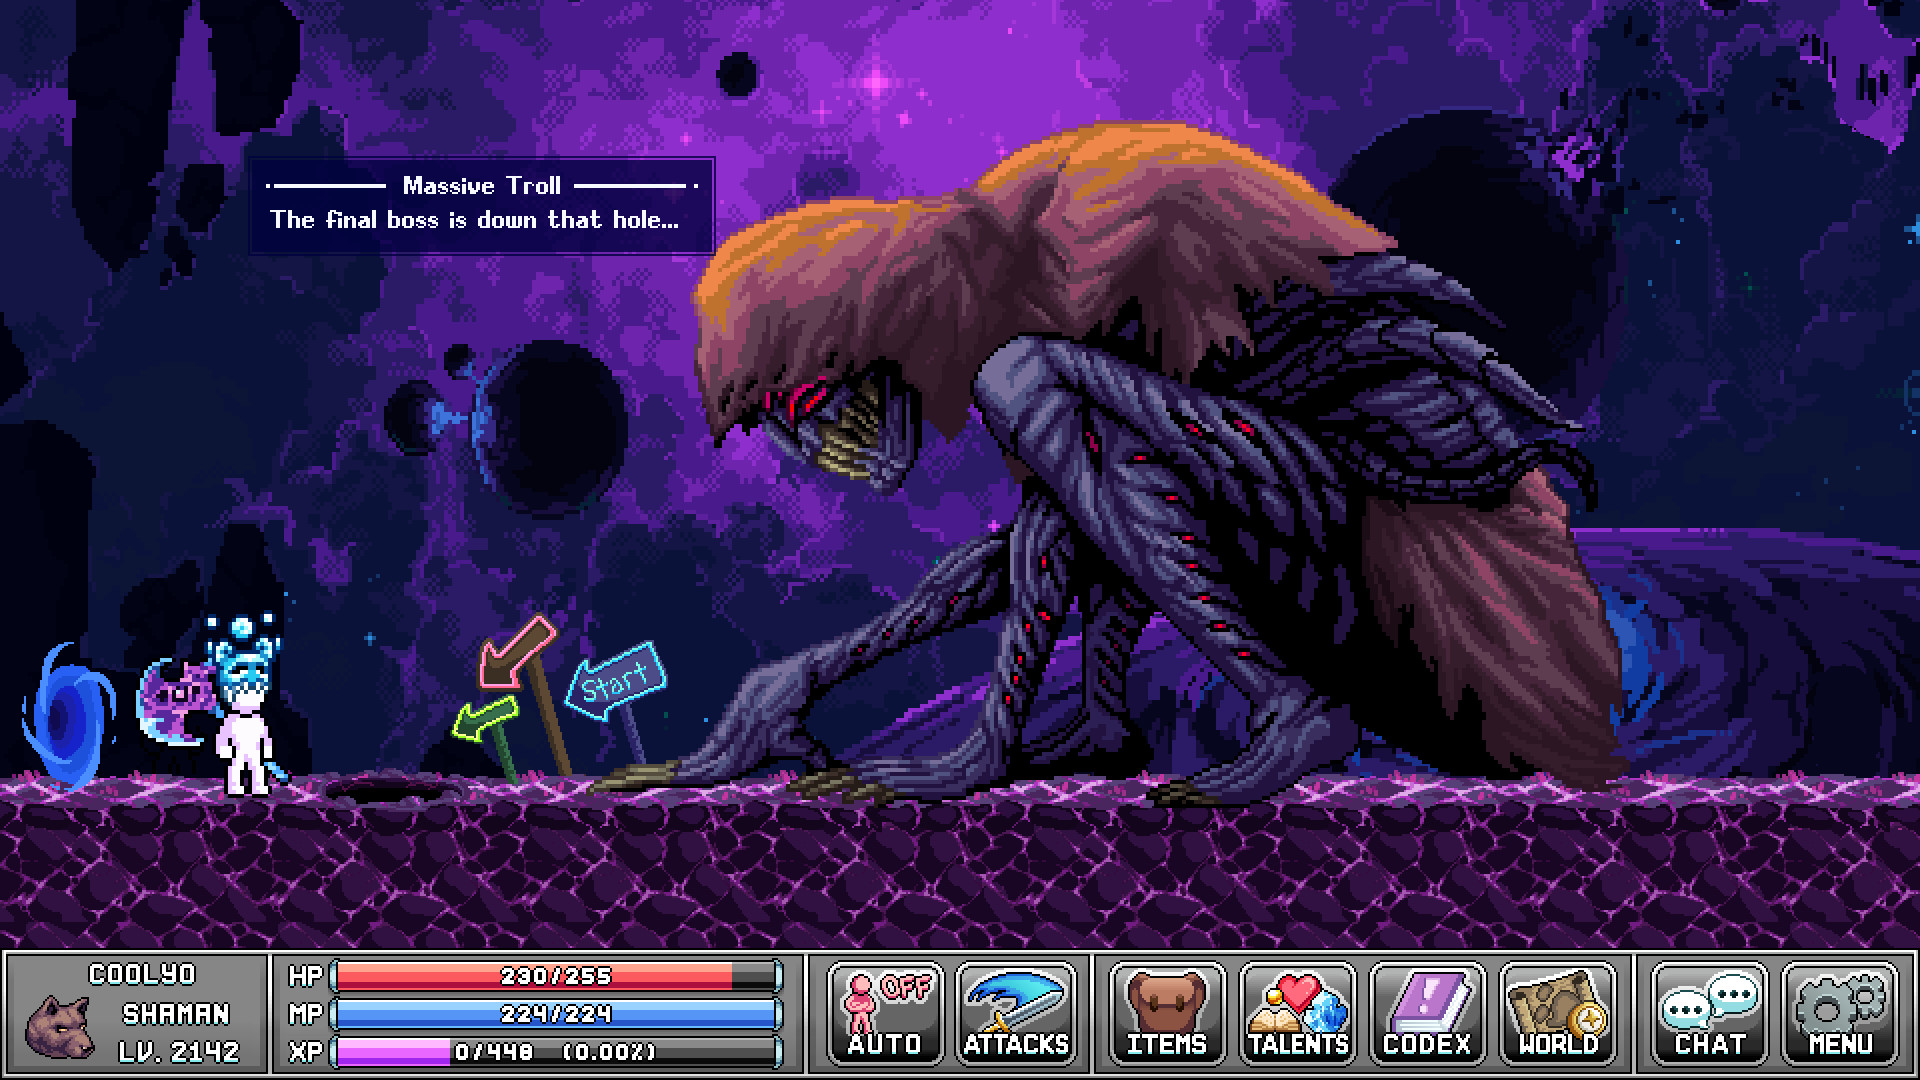 Massive Troll
The final boss is down that hole...
Start
COOLYO
SHAMAN
LV. 2142
HP 230/255
MP 224/224
XP 0/448 (0.00%)
OFF
AUTO
ATTACKS
ITEMS
TALENTS
CODEX
WORLD
CHAT
MENU